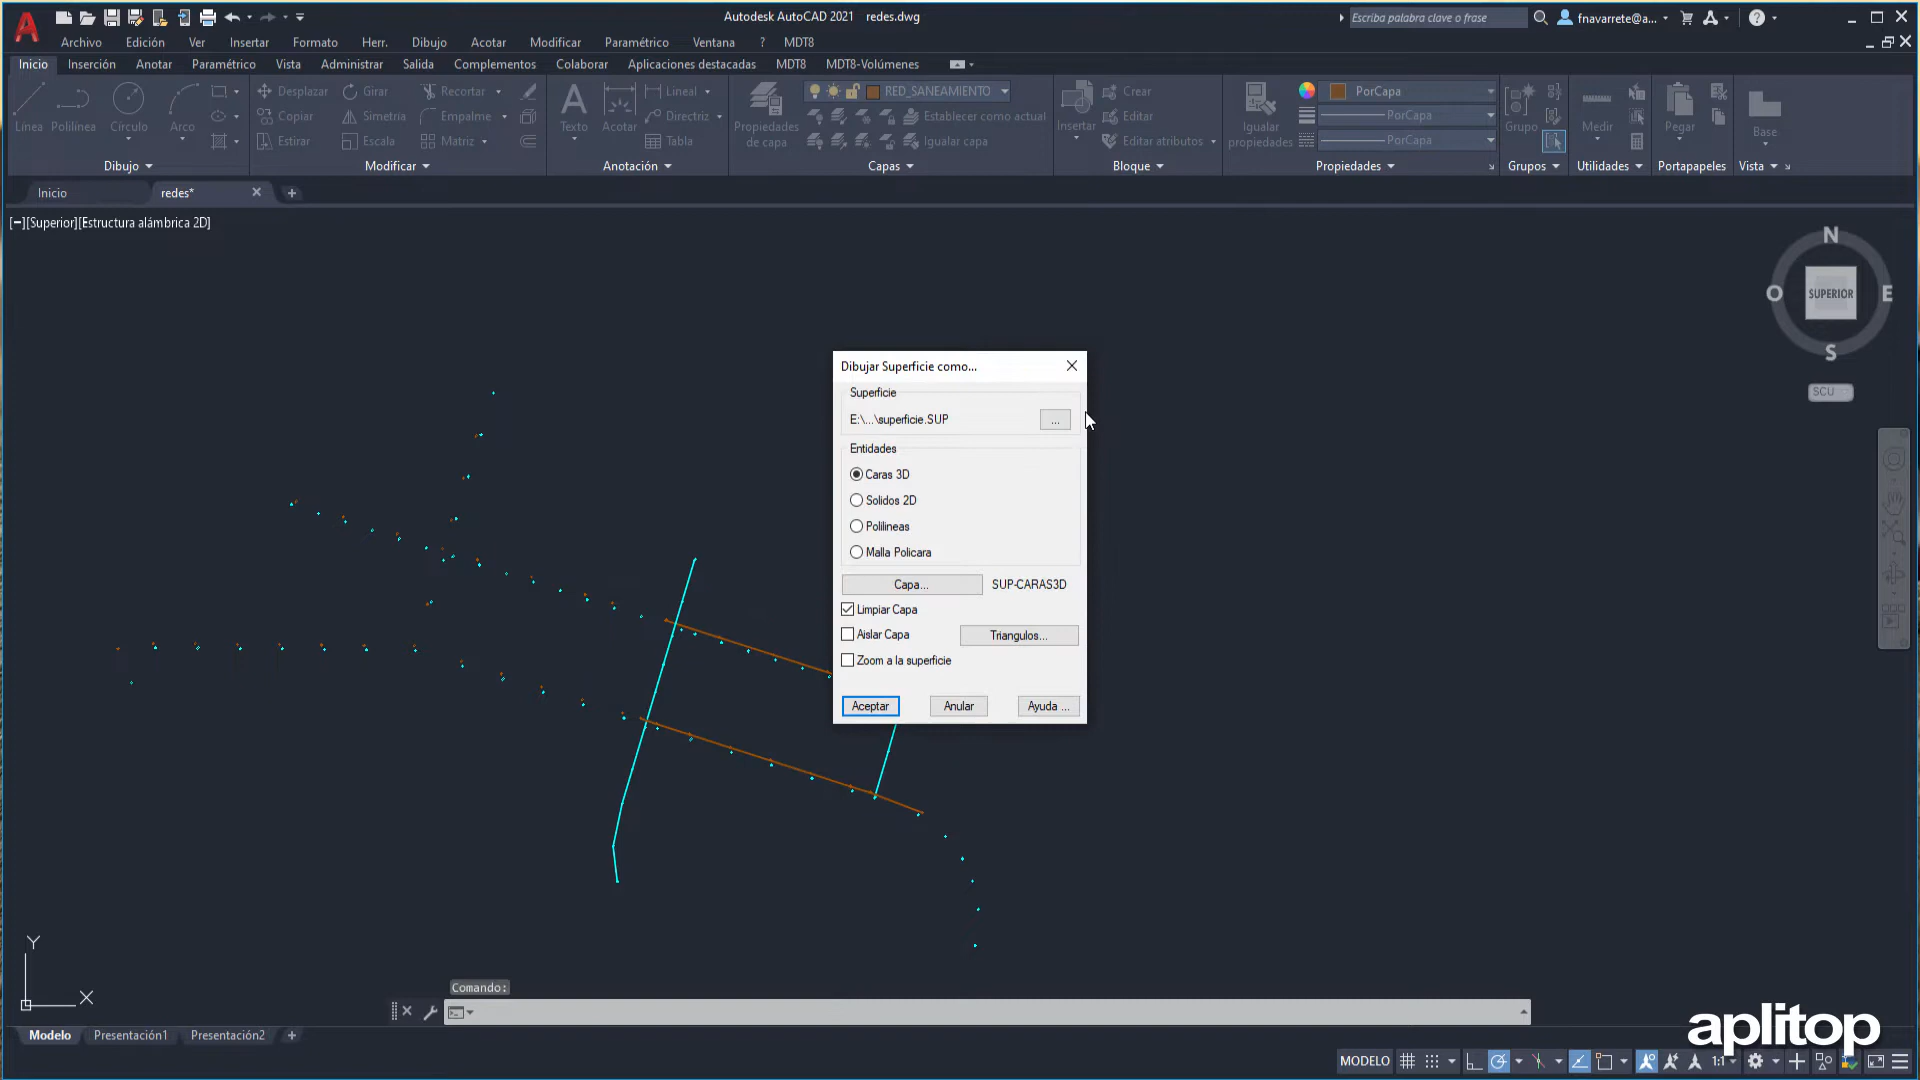 Autodesk AutoCAD 2021 redes.dwg
Escriba palabra clave o frase
fnavarrete@a...
Archivo Edición Ver Insertar Formato Herr. Dibujo Acotar Modificar Paramétrico Ventana ? MDT8
Inicio Inserción Anotar Paramétrico Vista Administrar Salida Complementos Colaborar Aplicaciones destacadas MDT8 MDT8-Volúmenes
Línea Polilínea Círculo Arco
Desplazar Girar Recortar
Copiar Simetría Empalme
Estirar Escala Matriz
Texto Acotar
Lineal
Directriz
Tabla
Propiedades de capa
RED_SANEAMIENTO
Establecer como actual
Igualar capa
Insertar
Crear
Editar
Editar atributos
Igualar propiedades
PorCapa
PorCapa
PorCapa
Grupo
Medir
Pegar
Base
Dibujo Modificar Anotación Capas Bloque Propiedades Grupos Utilidades Portapapeles Vista
Inicio redes*
[−][Superior][Estructura alámbrica 2D]
N
O SUPERIOR E
S
SCU
Dibujar Superficie como...
Superficie
E:\...\superficie.SUP ...
Entidades
Caras 3D
Solidos 2D
Polilineas
Malla Policara
Capa... SUP-CARAS3D
Limpiar Capa
Aislar Capa Triangulos...
Zoom a la superficie
Aceptar Anular Ayuda ...
Y
X
Comando:
aplitop
Modelo Presentación1 Presentación2
MODELO 1:1